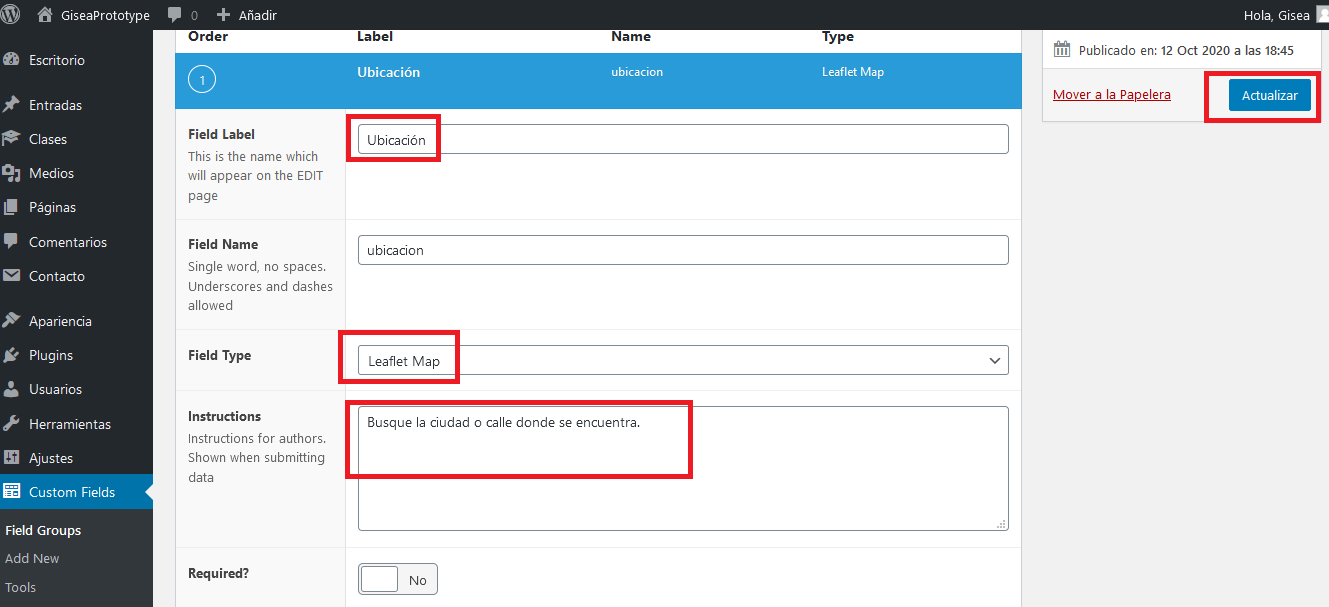 GiseaPrototype 0 Añadir Hola, Gisea
Escritorio
Entradas
Clases
Medios
Páginas
Comentarios
Contacto
Apariencia
Plugins
Usuarios
Herramientas
Ajustes
Custom Fields
Field Groups
Add New
Tools
Order Label Name Type
1 Ubicación ubicacion Leaflet Map
Field Label
This is the name which
will appear on the EDIT
page
Ubicación
Field Name
Single word, no spaces.
Underscores and dashes
allowed
ubicacion
Field Type
Leaflet Map
Instructions
Instructions for authors.
Shown when submitting
data
Busque la ciudad o calle donde se encuentra.
Required?
No
Publicado en: 12 Oct 2020 a las 18:45
Mover a la Papelera
Actualizar